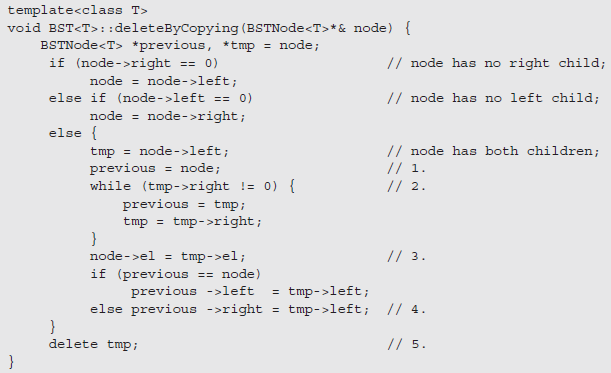 template<class T>
void BST<T>::deleteByCopying(BSTNode<T>*& node) {
    BSTNode<T> *previous, *tmp = node;
     if (node->right == 0)                     // node has no right child;
          node = node->left;
     else if (node->left == 0)                 // node has no left child;
          node = node->right;
     else {
          tmp = node->left;                    // node has both children;
          previous = node;                     // 1.
          while (tmp->right != 0) {            // 2.
              previous = tmp;
              tmp = tmp->right;
          }
          node->el = tmp->el;                  // 3.
          if (previous == node)
               previous ->left  = tmp->left;
          else previous ->right = tmp->left;   // 4.
     }
     delete tmp;                               // 5.
}